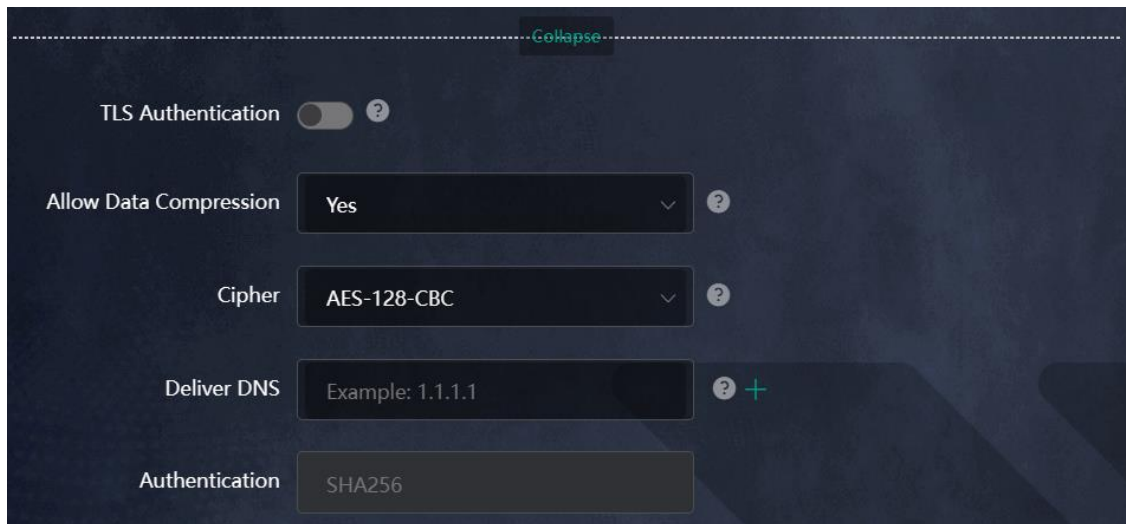 Collapse
TLS Authentication ?
Allow Data Compression Yes ?
Cipher AES-128-CBC ?
Deliver DNS Example: 1.1.1.1 ? +
Authentication SHA256